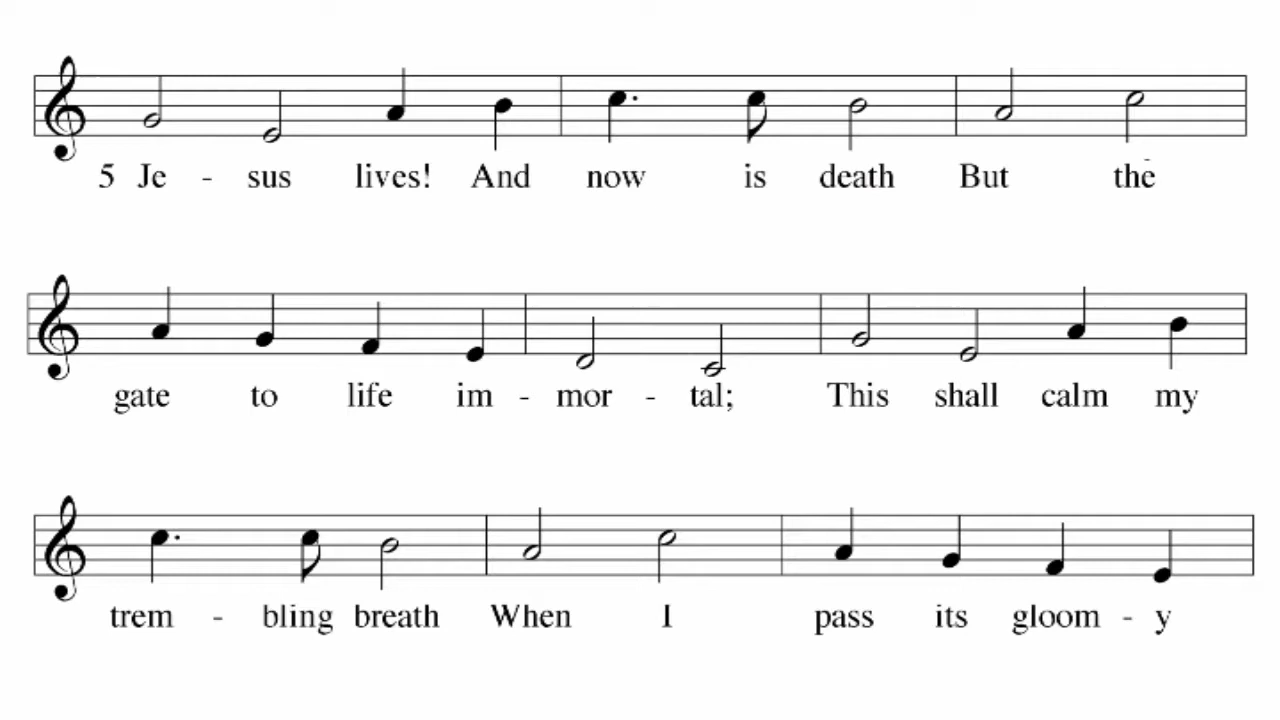 5 Je - sus lives! And now is death But the
gate to life im - mor - tal; This shall calm my
trem - bling breath When I pass its gloom - y